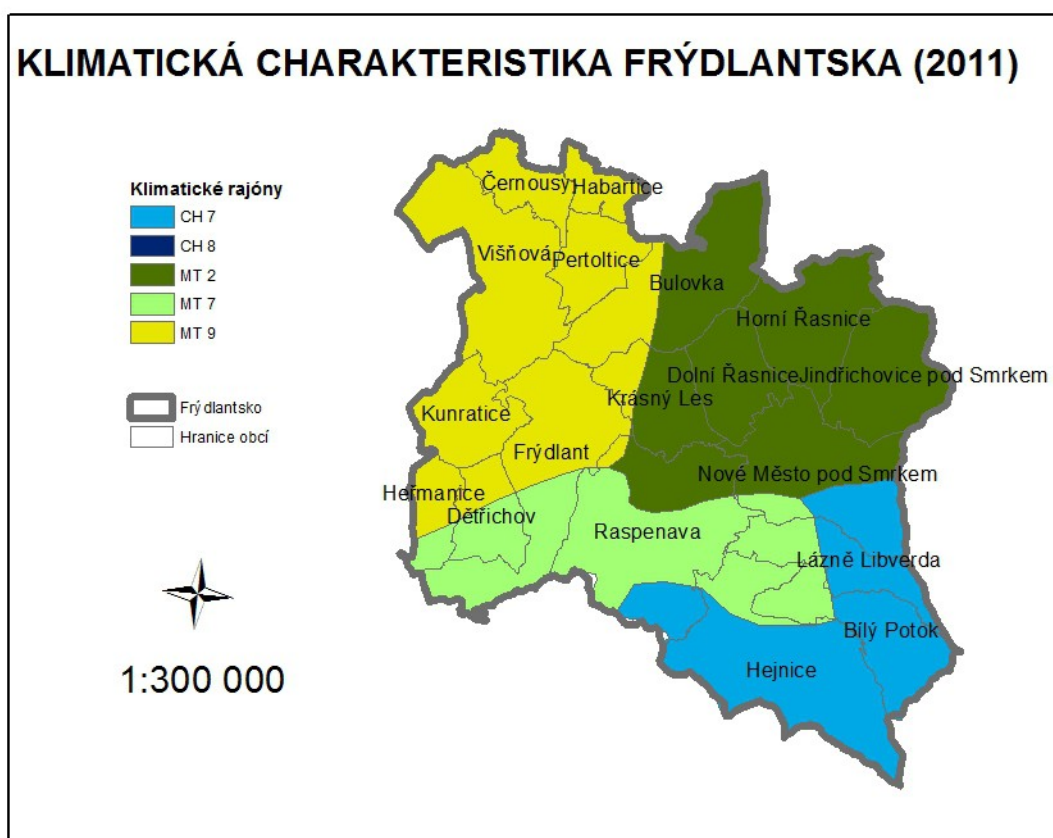 KLIMATICKÁ CHARAKTERISTIKA FRÝDLANTSKA (2011)
Klimatické rajóny
CH 7
CH 8
MT 2
MT 7
MT 9
Frýdlantsko
Hranice obcí
1:300 000
Černousy
Habartice
Višňová
Pertoltice
Bulovka
Horní Řasnice
Dolní Řasnice
Jindřichovice pod Smrkem
Krásný Les
Kunratice
Frýdlant
Nové Město pod Smrkem
Heřmanice
Dětřichov
Raspenava
Lázně Libverda
Bílý Potok
Hejnice